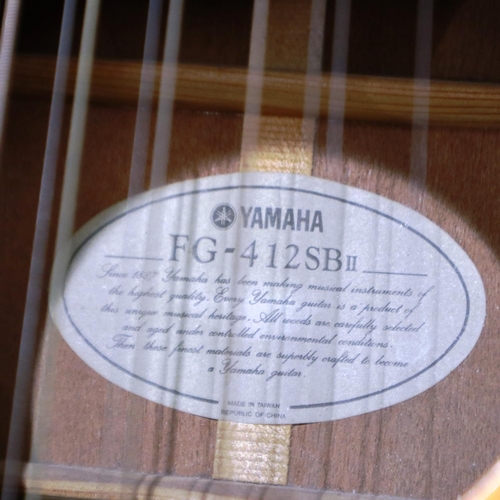 YAMAHA
FG-412SBII
Since 1887 Yamaha has been making musical instruments of
the highest quality. Every Yamaha guitar is a product of
this unique musical heritage. All woods are carefully selected
and aged under controlled environmental conditions.
Then these finest materials are superbly crafted to become
a Yamaha guitar.
MADE IN TAIWAN
REPUBLIC OF CHINA